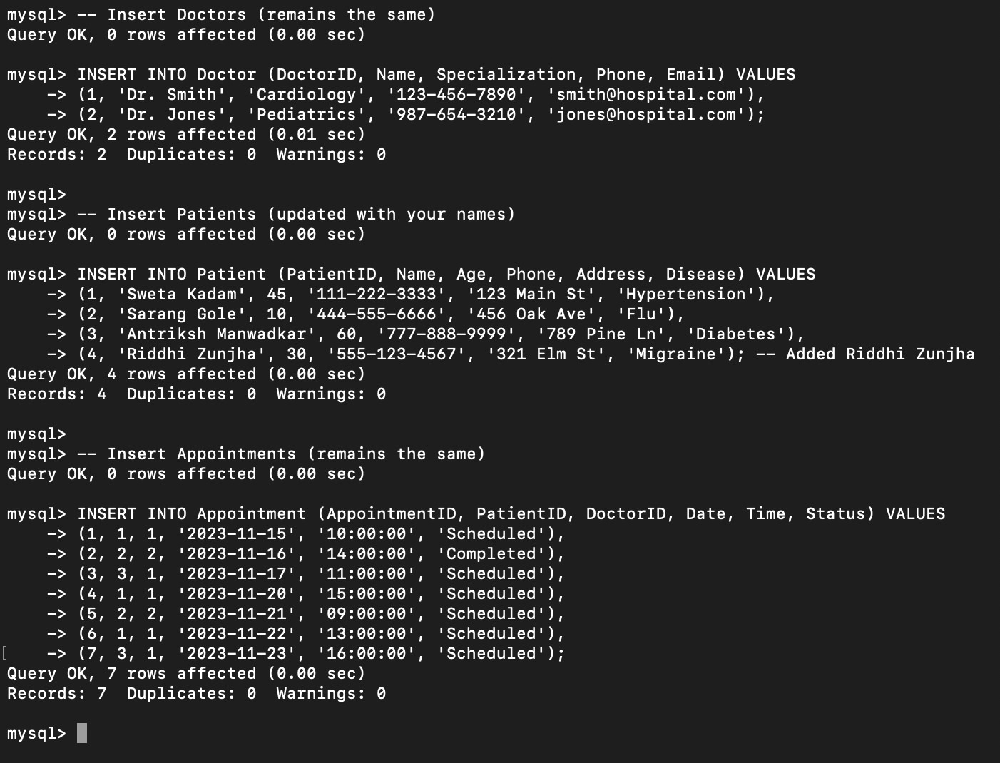 mysql> -- Insert Doctors (remains the same)
Query OK, 0 rows affected (0.00 sec)
mysql> INSERT INTO Doctor (DoctorID, Name, Specialization, Phone, Email) VALUES
    -> (1, 'Dr. Smith', 'Cardiology', '123-456-7890', 'smith@hospital.com'),
    -> (2, 'Dr. Jones', 'Pediatrics', '987-654-3210', 'jones@hospital.com');
Query OK, 2 rows affected (0.01 sec)
Records: 2  Duplicates: 0  Warnings: 0
mysql>
mysql> -- Insert Patients (updated with your names)
Query OK, 0 rows affected (0.00 sec)
mysql> INSERT INTO Patient (PatientID, Name, Age, Phone, Address, Disease) VALUES
    -> (1, 'Sweta Kadam', 45, '111-222-3333', '123 Main St', 'Hypertension'),
    -> (2, 'Sarang Gole', 10, '444-555-6666', '456 Oak Ave', 'Flu'),
    -> (3, 'Antriksh Manwadkar', 60, '777-888-9999', '789 Pine Ln', 'Diabetes'),
    -> (4, 'Riddhi Zunjha', 30, '555-123-4567', '321 Elm St', 'Migraine'); -- Added Riddhi Zunjha
Query OK, 4 rows affected (0.00 sec)
Records: 4  Duplicates: 0  Warnings: 0
mysql>
mysql> -- Insert Appointments (remains the same)
Query OK, 0 rows affected (0.00 sec)
mysql> INSERT INTO Appointment (AppointmentID, PatientID, DoctorID, Date, Time, Status) VALUES
    -> (1, 1, 1, '2023-11-15', '10:00:00', 'Scheduled'),
    -> (2, 2, 2, '2023-11-16', '14:00:00', 'Completed'),
    -> (3, 3, 1, '2023-11-17', '11:00:00', 'Scheduled'),
    -> (4, 1, 1, '2023-11-20', '15:00:00', 'Scheduled'),
    -> (5, 2, 2, '2023-11-21', '09:00:00', 'Scheduled'),
    -> (6, 1, 1, '2023-11-22', '13:00:00', 'Scheduled'),
[    -> (7, 3, 1, '2023-11-23', '16:00:00', 'Scheduled');
Query OK, 7 rows affected (0.00 sec)
Records: 7  Duplicates: 0  Warnings: 0
mysql>